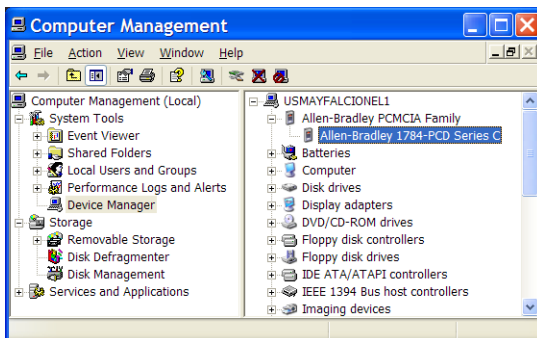 Computer Management
File Action View Window Help
Computer Management (Local)
System Tools
Event Viewer
Shared Folders
Local Users and Groups
Performance Logs and Alerts
Device Manager
Storage
Removable Storage
Disk Defragmenter
Disk Management
Services and Applications
USMAYFALCIONEL1
Allen-Bradley PCMCIA Family
Allen-Bradley 1784-PCD Series C
Batteries
Computer
Disk drives
Display adapters
DVD/CD-ROM drives
Floppy disk controllers
Floppy disk drives
IDE ATA/ATAPI controllers
IEEE 1394 Bus host controllers
Imaging devices